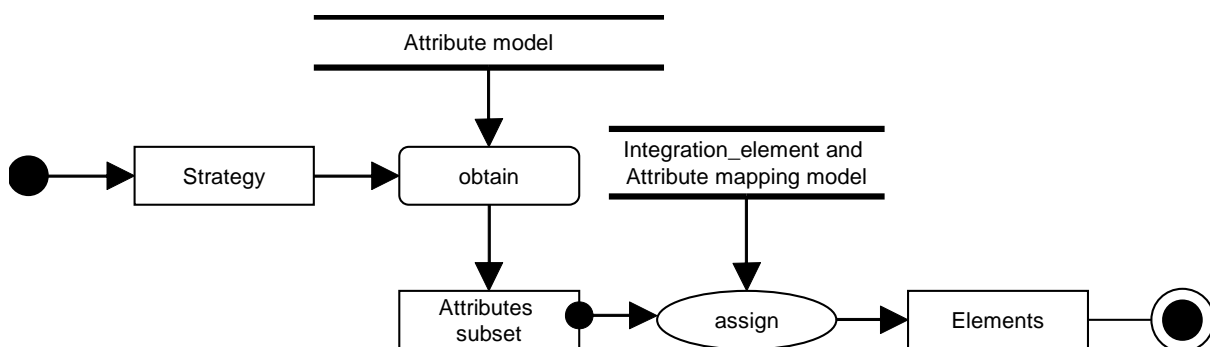 Attribute model
Integration_element and
Attribute mapping model
Strategy
obtain
Attributes
subset
assign
Elements